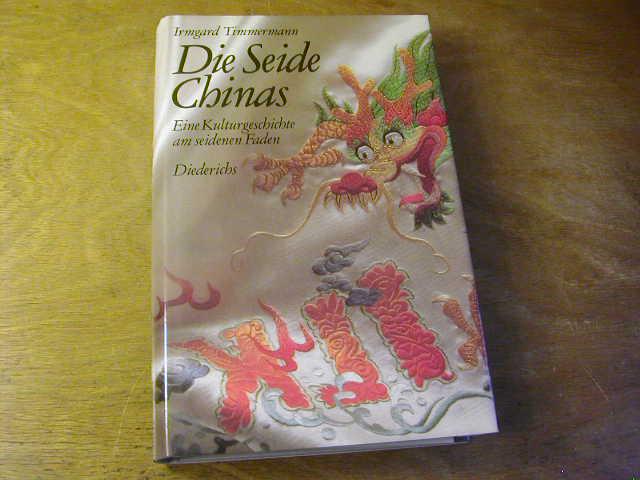 Irmgard Timmermann
Die Seide
Chinas
Eine Kulturgeschichte
am seidenen Faden
Diederichs